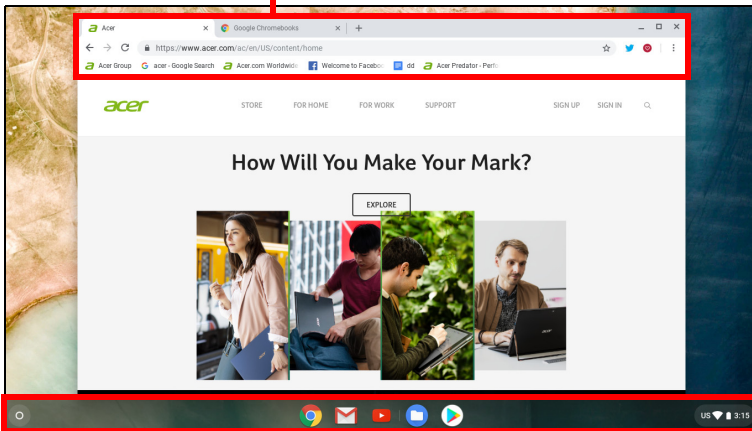 Acer
Google Chromebooks
https://www.acer.com/ac/en/US/content/home
Acer Group
acer - Google Search
Acer.com Worldwide
Welcome to Faceboo
dd
Acer Predator - Perfo
acer
STORE
FOR HOME
FOR WORK
SUPPORT
SIGN UP
SIGN IN
How Will You Make Your Mark?
EXPLORE
US
3:15